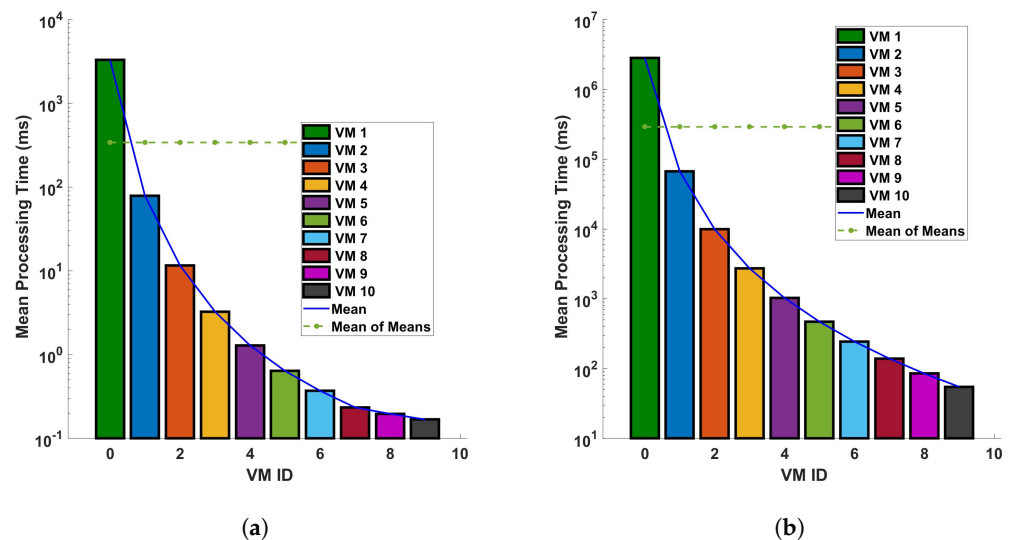 10^4
10^3
10^2
10^1
10^0
10^-1
Mean Processing Time (ms)
0 2 4 6 8 10
VM ID
VM 1
VM 2
VM 3
VM 4
VM 5
VM 6
VM 7
VM 8
VM 9
VM 10
Mean
Mean of Means
(a)
10^7
10^6
10^5
10^4
10^3
10^2
10^1
Mean Processing Time (ms)
0 2 4 6 8 10
VM ID
VM 1
VM 2
VM 3
VM 4
VM 5
VM 6
VM 7
VM 8
VM 9
VM 10
Mean
Mean of Means
(b)